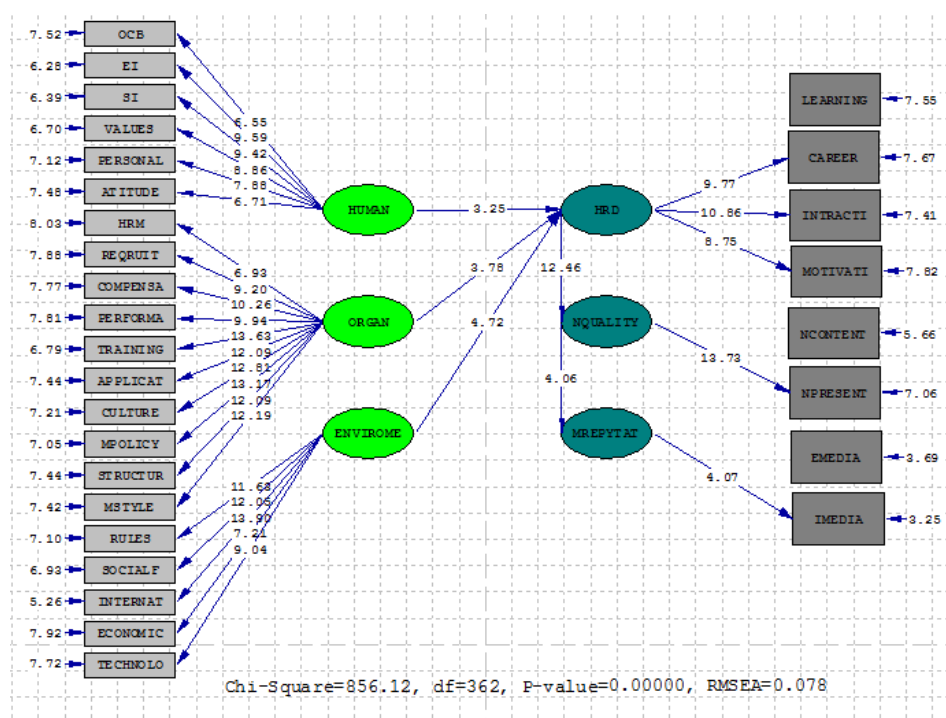 7.52 OCB
6.28 EI
6.39 SI
6.70 VALUES
7.12 PERSONAL
7.48 ATITUDE
8.03 HRM
7.88 REQRUIT
7.77 COMPENSA
7.81 PERFORMA
6.79 TRAINING
7.44 APPLICAT
7.21 CULTURE
7.05 MPOLICY
7.44 STRUCTUR
7.42 MSTYLE
7.10 RULES
6.93 SOCIALF
5.26 INTERNAT
7.92 ECONOMIC
7.72 TECHNOLO
6.55
9.59
9.42
8.86
7.88
6.71
6.93
9.20
10.26
9.94
13.63
12.09
12.81
13.17
12.09
12.19
11.68
12.05
13.90
7.21
9.04
HUMAN
ORGAN
ENVIROME
3.25
3.78
4.72
HRD
12.46
NQUALITY
4.06
MREPYTAT
9.77
10.86
8.75
13.73
4.07
LEARNING 7.55
CAREER 7.67
INTRACTI 7.41
MOTIVATI 7.82
NCONTENT 5.66
NPRESENT 7.06
EMEDIA 3.69
IMEDIA 3.25
Chi-Square=856.12, df=362, P-value=0.00000, RMSEA=0.078